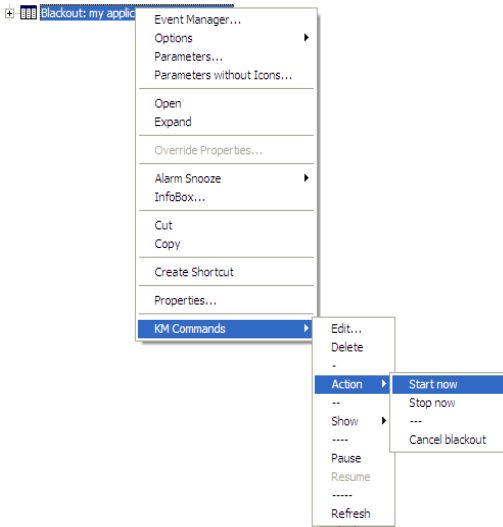 Blackout: my applic
Event Manager...
Options
Parameters...
Parameters without Icons...
Open
Expand
Override Properties...
Alarm Snooze
InfoBox...
Cut
Copy
Create Shortcut
Properties...
KM Commands
Edit...
Delete
-
Action
--
Show
----
Pause
Resume
-----
Refresh
Start now
Stop now
---
Cancel blackout